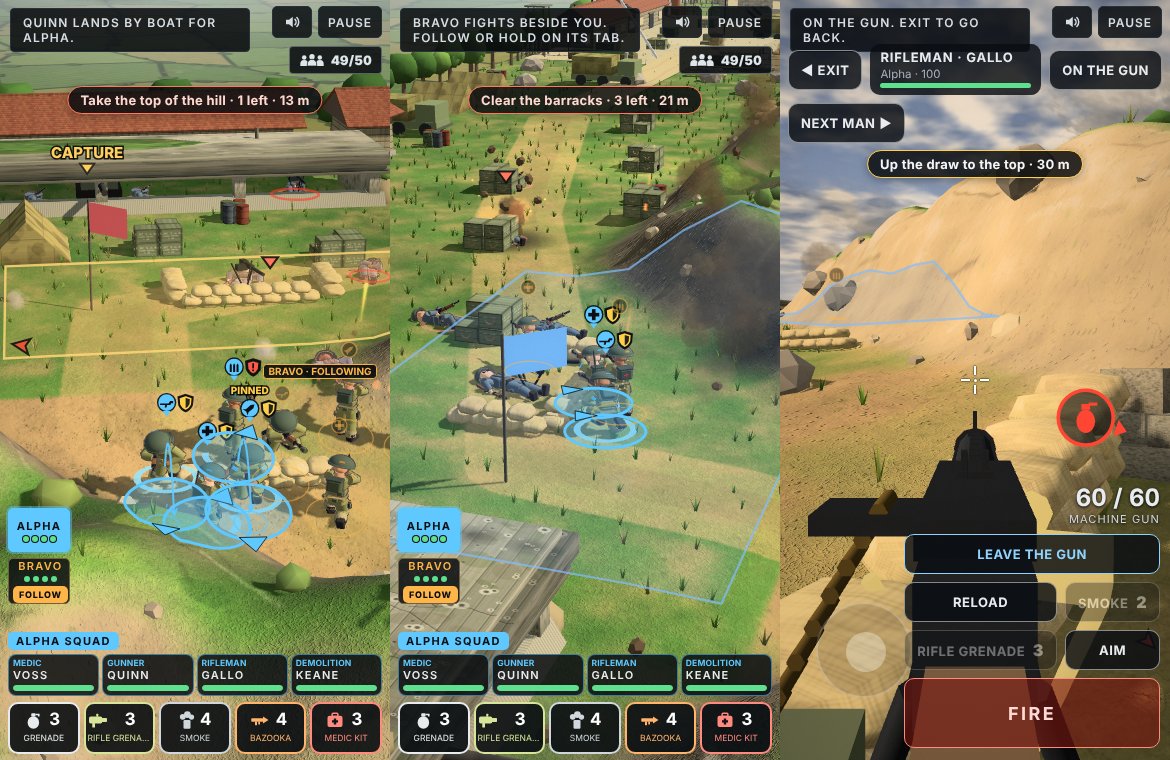 QUINN LANDS BY BOAT FOR
ALPHA.
PAUSE
49/50
Take the top of the hill · 1 left · 13 m
CAPTURE
BRAVO · FOLLOWING
PINNED
ALPHA
BRAVO
FOLLOW
ALPHA SQUAD
MEDIC
VOSS
GUNNER
QUINN
RIFLEMAN
GALLO
DEMOLITION
KEANE
3
GRENADE
3
RIFLE GRENA...
4
SMOKE
4
BAZOOKA
3
MEDIC KIT
BRAVO FIGHTS BESIDE YOU.
FOLLOW OR HOLD ON ITS TAB.
PAUSE
49/50
Clear the barracks · 3 left · 21 m
ALPHA
BRAVO
FOLLOW
ALPHA SQUAD
MEDIC
VOSS
GUNNER
QUINN
RIFLEMAN
GALLO
DEMOLITION
KEANE
3
GRENADE
3
RIFLE GRENA...
4
SMOKE
4
BAZOOKA
3
MEDIC KIT
ON THE GUN. EXIT TO GO
BACK.
PAUSE
EXIT
RIFLEMAN · GALLO
Alpha · 100
ON THE GUN
NEXT MAN
Up the draw to the top · 30 m
60 / 60
MACHINE GUN
LEAVE THE GUN
RELOAD
SMOKE 2
RIFLE GRENADE 3
AIM
FIRE